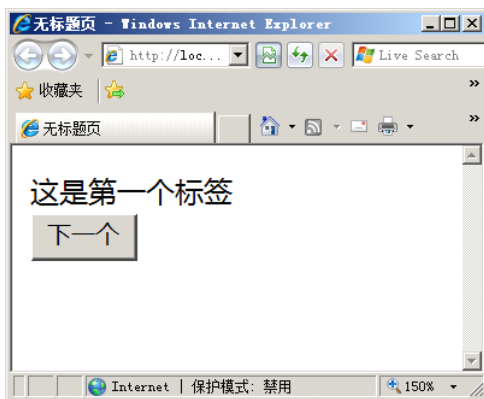 无标题页 - Windows Internet Explorer
http://loc... Live Search
收藏夹
无标题页
这是第一个标签
下一个
Internet | 保护模式: 禁用 150%